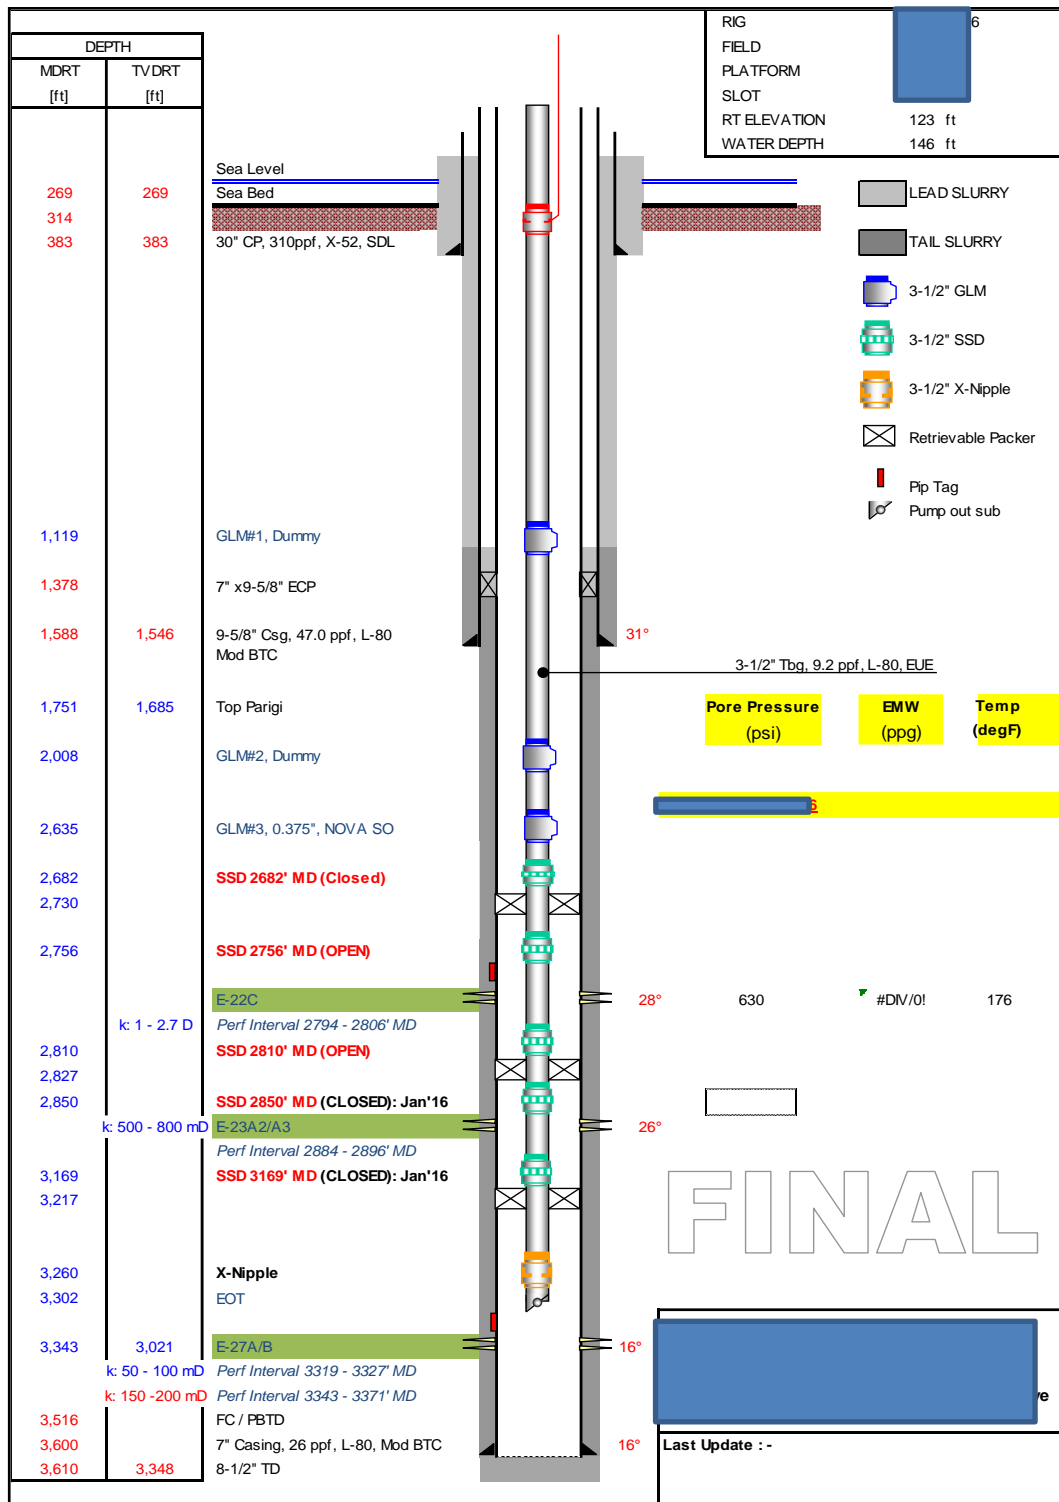 RIG 6
FIELD
PLATFORM
SLOT
RT ELEVATION 123 ft
WATER DEPTH 146 ft
DEPTH
MDRT TVDRT
[ft] [ft]
Sea Level
269 269 Sea Bed
314
383 383 30" CP, 310ppf, X-52, SDL
LEAD SLURRY
TAIL SLURRY
3-1/2" GLM
3-1/2" SSD
3-1/2" X-Nipple
Retrievable Packer
Pip Tag
Pump out sub
1,119 GLM#1, Dummy
1,378 7" x9-5/8" ECP
1,588 1,546 9-5/8" Csg, 47.0 ppf, L-80 31°
Mod BTC
3-1/2" Tbg, 9.2 ppf, L-80, EUE
1,751 1,685 Top Parigi
Pore Pressure EMW Temp
(psi) (ppg) (degF)
2,008 GLM#2, Dummy
6
2,635 GLM#3, 0.375", NOVA SO
2,682 SSD 2682' MD (Closed)
2,730
2,756 SSD 2756' MD (OPEN)
E-22C 28° 630 #DIV/0! 176
k: 1 - 2.7 D Perf Interval 2794 - 2806' MD
2,810 SSD 2810' MD (OPEN)
2,827
2,850 SSD 2850' MD (CLOSED): Jan'16
k: 500 - 800 mD E-23A2/A3 26°
Perf Interval 2884 - 2896' MD
3,169 SSD 3169' MD (CLOSED): Jan'16
3,217
FINAL
3,260 X-Nipple
3,302 EOT
3,343 3,021 E-27A/B 16°
k: 50 - 100 mD Perf Interval 3319 - 3327' MD
k: 150 -200 mD Perf Interval 3343 - 3371' MD
3,516 FC / PBTD
3,600 7" Casing, 26 ppf, L-80, Mod BTC 16°
Last Update : -
3,610 3,348 8-1/2" TD